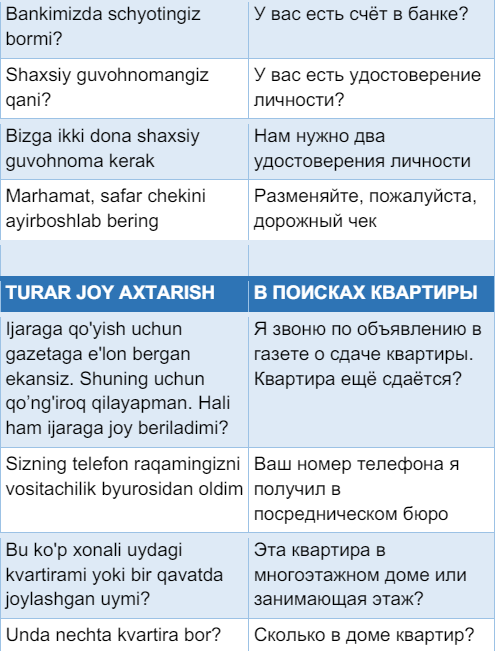 Bankimizda schyotingiz
bormi?
У вас есть счёт в банке?
Shaxsiy guvohnomangiz
qani?
У вас есть удостоверение
личности?
Bizga ikki dona shaxsiy
guvohnoma kerak
Нам нужно два
удостоверения личности
Marhamat, safar chekini
ayirboshlab bering
Разменяйте, пожалуйста,
дорожный чек
TURAR JOY AXTARISH
В ПОИСКАХ КВАРТИРЫ
Ijaraga qo'yish uchun
gazetaga e'lon bergan
ekansiz. Shuning uchun
qo’ng'iroq qilayapman. Hali
ham ijaraga joy beriladimi?
Я звоню по объявлению в
газете о сдаче квартиры.
Квартира ещё сдаётся?
Sizning telefon raqamingizni
vositachilik byurosidan oldim
Ваш номер телефона я
получил в
посредническом бюро
Bu ko'p xonali uydagi
kvartirami yoki bir qavatda
joylashgan uymi?
Эта квартира в
многоэтажном доме или
занимающая этаж?
Unda nechta kvartira bor?
Сколько в доме квартир?